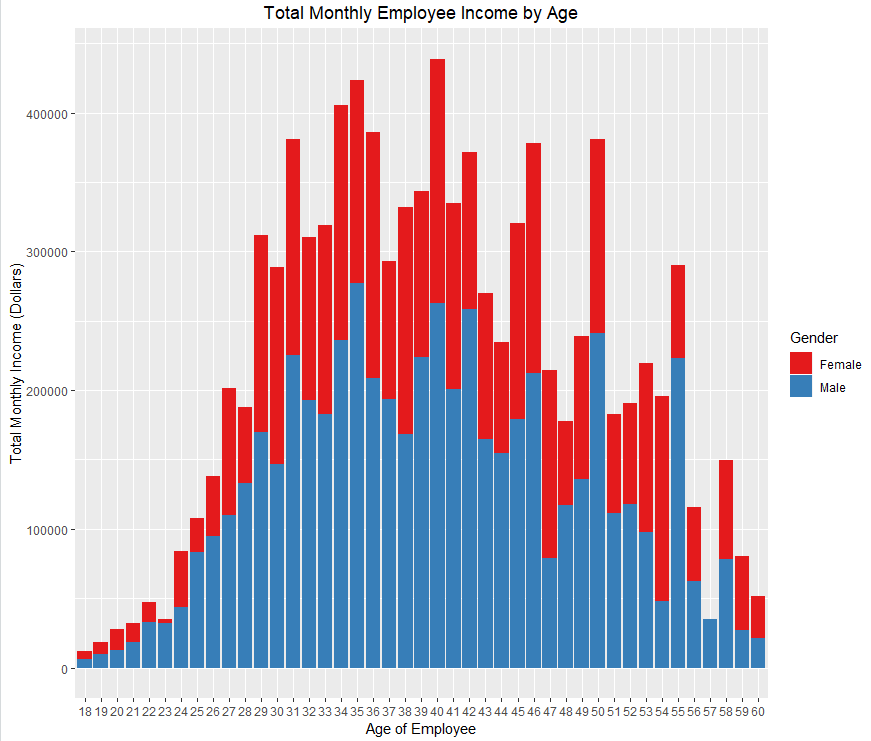 Total Monthly Employee Income by Age
Total Monthly Income (Dollars)
400000
300000
200000
100000
0
18 19 20 21 22 23 24 25 26 27 28 29 30 31 32 33 34 35 36 37 38 39 40 41 42 43 44 45 46 47 48 49 50 51 52 53 54 55 56 57 58 59 60
Age of Employee
Gender
Female
Male